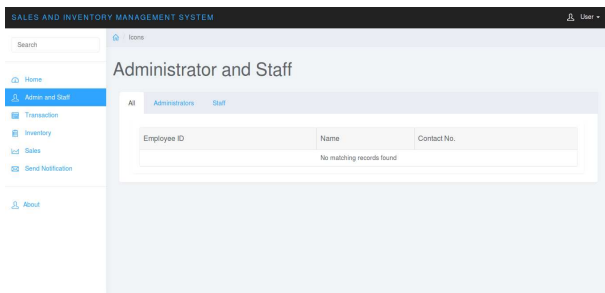 SALES AND INVENTORY MANAGEMENT SYSTEM
User
Search
Icons
Home
Admin and Staff
Transaction
Inventory
Sales
Send Notification
About
Administrator and Staff
All Administrators Staff
Employee ID Name Contact No.
No matching records found